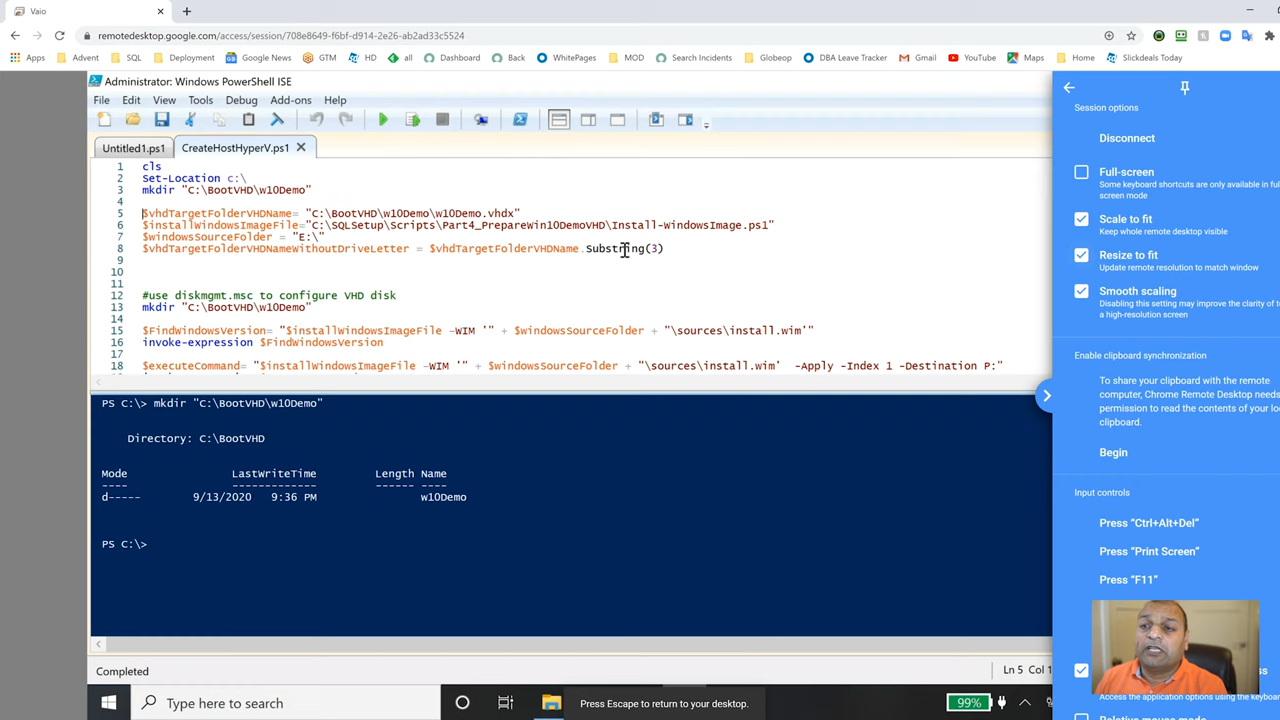 Vaio
remotedesktop.google.com/access/session/708e8649-f6bf-d914-2e26-ab2ad33c5524
Apps Advent SQL Deployment Google News GTM HD all Dashboard Back WhitePages MOD Search Incidents Globeop DBA Leave Tracker Gmail YouTube Maps Home Slickdeals Today
Administrator: Windows PowerShell ISE
File Edit View Tools Debug Add-ons Help
Untitled1.ps1 CreateHostHyperV.ps1
1 cls
2 Set-Location c:\
3 mkdir "C:\BootVHD\w10Demo"
4
5 $vhdTargetFolderVHDName= "C:\BootVHD\w10Demo\w10Demo.vhdx"
6 $installWindowsImageFile="C:\SQLSetup\Scripts\Part4_PrepareWin10DemoVHD\Install-WindowsImage.ps1"
7 $windowsSourceFolder = "E:\"
8 $vhdTargetFolderVHDNameWithoutDriveLetter = $vhdTargetFolderVHDName.Substring(3)
9
10
11
12 #use diskmgmt.msc to configure VHD disk
13 mkdir "C:\BootVHD\w10Demo"
14
15 $FindWindowsVersion= "$installWindowsImageFile -WIM '" + $windowsSourceFolder + "\sources\install.wim'"
16 invoke-expression $FindWindowsVersion
17
18 $executeCommand= "$installWindowsImageFile -WIM '" + $windowsSourceFolder + "\sources\install.wim' -Apply -Index 1 -Destination P:"
PS C:\> mkdir "C:\BootVHD\w10Demo"
Directory: C:\BootVHD
Mode LastWriteTime Length Name
---- ------------- ------ ----
d----- 9/13/2020 9:36 PM w10Demo
PS C:\>
Completed
Ln 5 Col 1
Type here to search
Press Escape to return to your desktop.
99%
Session options
Disconnect
Full-screen
Some keyboard shortcuts are only available in full
screen mode
Scale to fit
Keep whole remote desktop visible
Resize to fit
Update remote resolution to match window
Smooth scaling
Disabling this setting may improve the clarity of t
a high-resolution screen
Enable clipboard synchronization
To share your clipboard with the remote
computer, Chrome Remote Desktop needs
permission to read the contents of your loc
clipboard.
Begin
Input controls
Press "Ctrl+Alt+Del"
Press "Print Screen"
Press "F11"
Access the application options using the keyboar